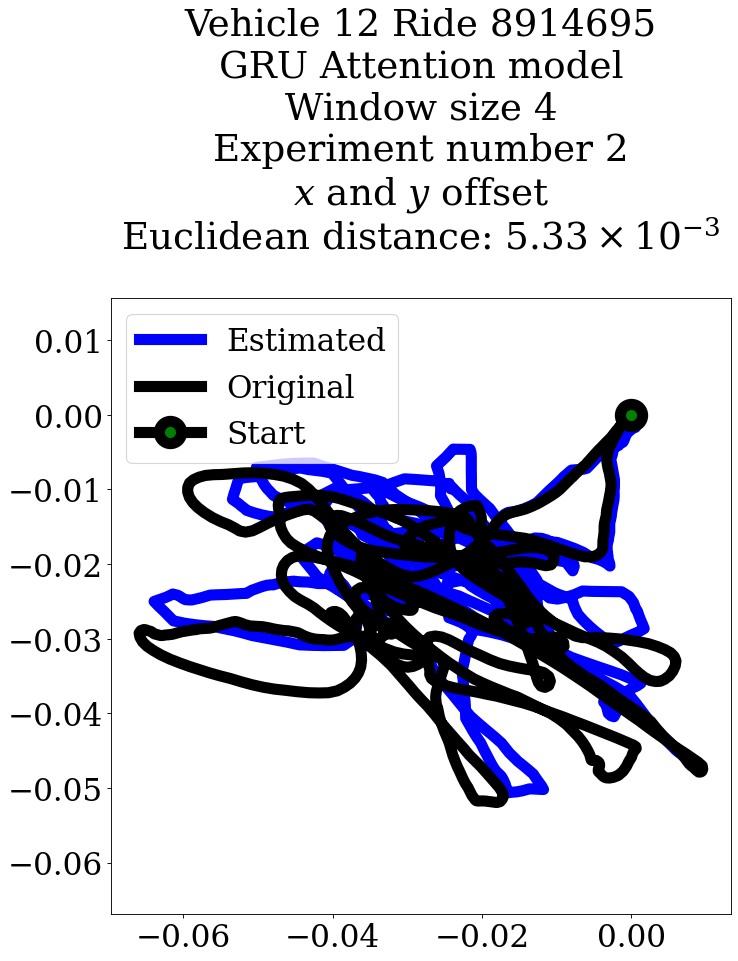 Vehicle 12 Ride 8914695
GRU Attention model
Window size 4
Experiment number 2
x and y offset
Euclidean distance: 5.33 × 10⁻³
Estimated
Original
Start
0.01
0.00
−0.01
−0.02
−0.03
−0.04
−0.05
−0.06
−0.06
−0.04
−0.02
0.00